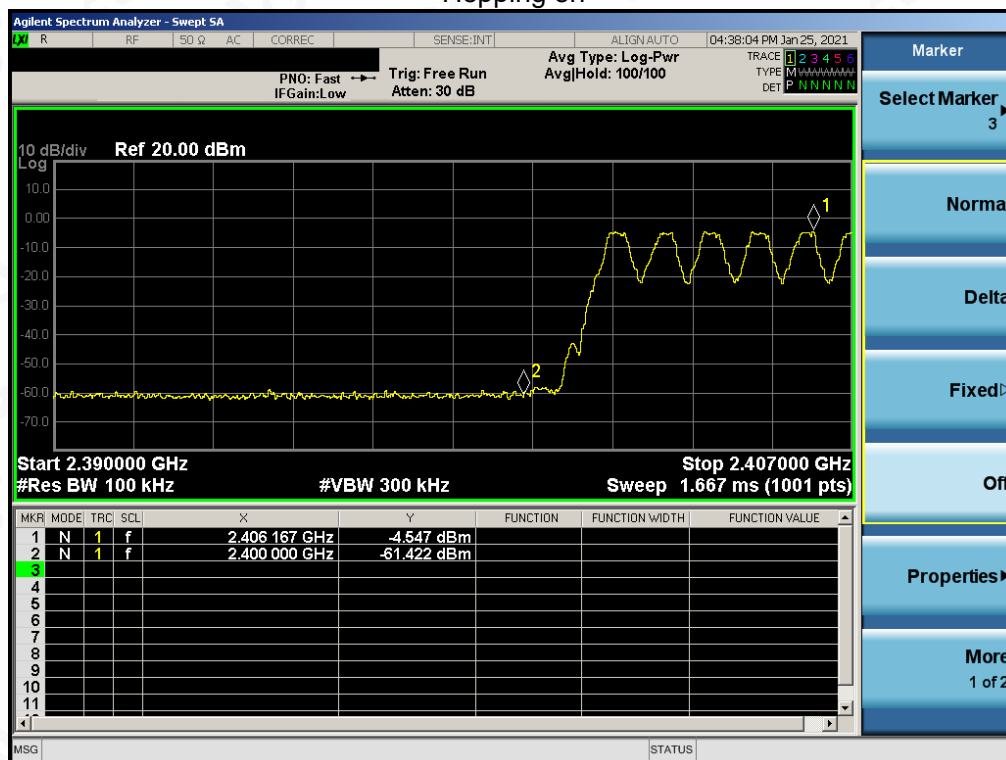 Hopping on
Agilent Spectrum Analyzer - Swept SA
LXI R RF 50 Ω AC CORREC SENSE:INT ALIGN AUTO 04:38:04 PM Jan 25, 2021
PNO: Fast Trig: Free Run Avg Type: Log-Pwr TRACE 1 2 3 4 5 6
IFGain:Low Atten: 30 dB Avg|Hold: 100/100 TYPE M WWWWW
DET P N N N N N
10 dB/div Ref 20.00 dBm
Log
10.0
0.00
-10.0
-20.0
-30.0
-40.0
-50.0
-60.0
-70.0
1
2
Start 2.390000 GHz Stop 2.407000 GHz
#Res BW 100 kHz #VBW 300 kHz Sweep 1.667 ms (1001 pts)
MKR MODE TRC SCL X Y FUNCTION FUNCTION WIDTH FUNCTION VALUE
1 N 1 f 2.406 167 GHz -4.547 dBm
2 N 1 f 2.400 000 GHz -61.422 dBm
3
4
5
6
7
8
9
10
11
MSG STATUS
Marker
Select Marker
3
Norma
Delta
Fixed
Off
Properties
More
1 of 2